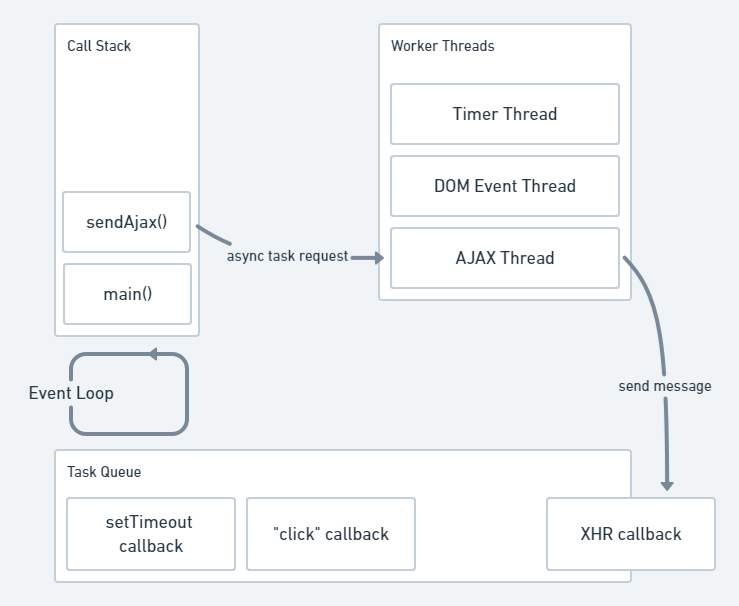 Call Stack
sendAjax()
main()
Worker Threads
Timer Thread
DOM Event Thread
AJAX Thread
async task request
send message
Event Loop
Task Queue
setTimeout
callback
"click" callback
XHR callback